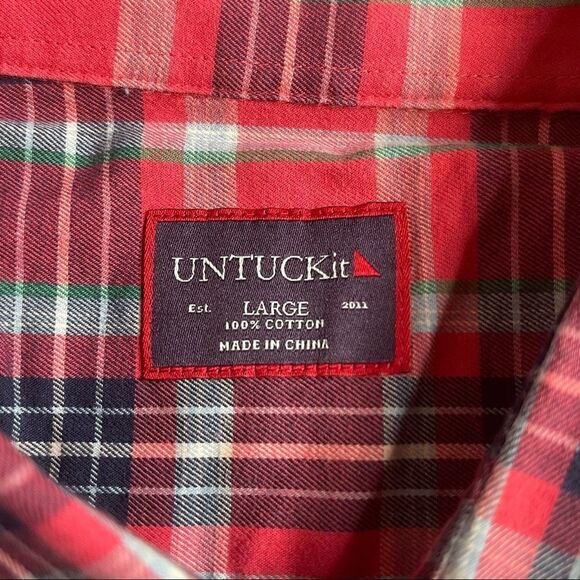 UNTUCKit
Est. LARGE 2011
100% COTTON
MADE IN CHINA